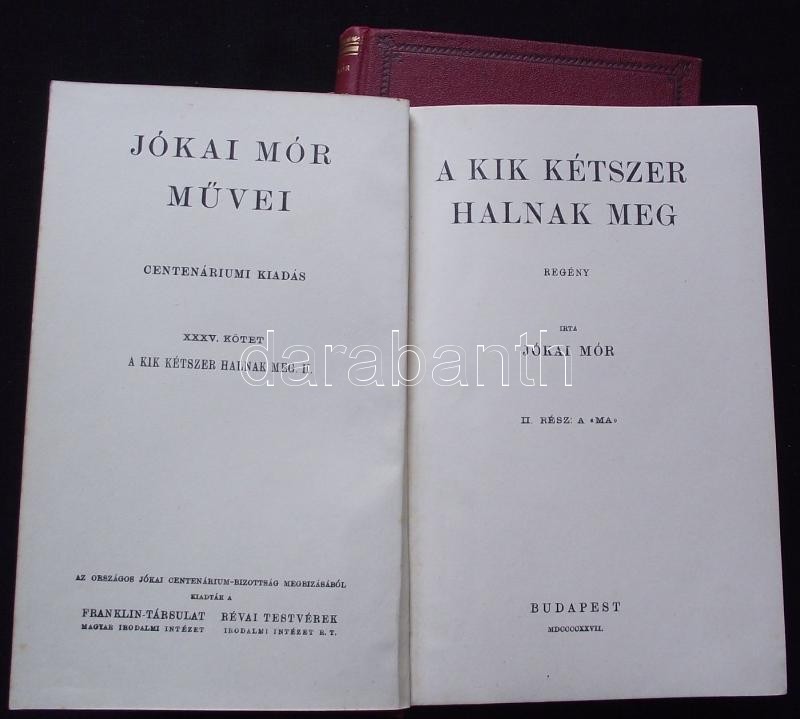 JÓKAI MÓR
MŰVEI
CENTENÁRIUMI KIADÁS
XXXV. KÖTET
A KIK KÉTSZER HALNAK MEG. II.
AZ ORSZÁGOS JÓKAI CENTENÁRIUM-BIZOTTSÁG MEGBIZÁSÁBÓL
KIADTÁK A
FRANKLIN-TÁRSULAT RÉVAI TESTVÉREK
MAGYAR IRODALMI INTÉZET IRODALMI INTÉZET R. T.
A KIK KÉTSZER
HALNAK MEG
REGÉNY
IRTA
JÓKAI MÓR
II. RÉSZ: A «MA»
BUDAPEST
MDCCCCXXVII.
darabanth